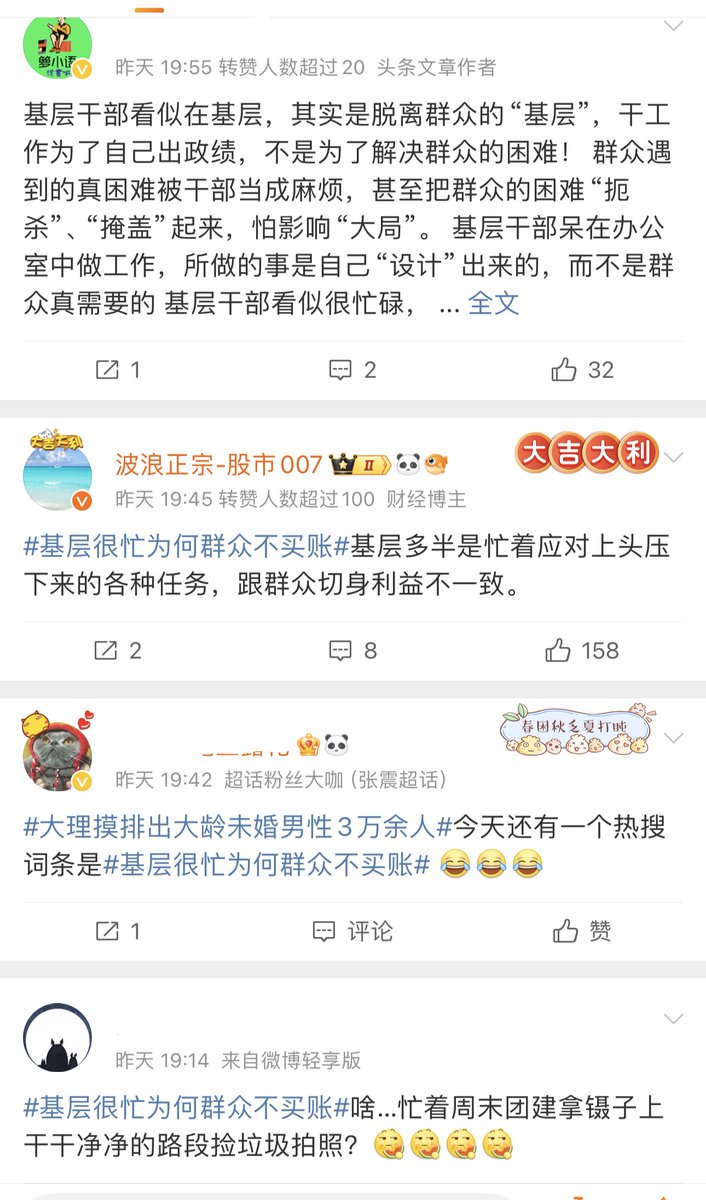 萝小语
昨天 19:55 转赞人数超过20 头条文章作者
基层干部看似在基层，其实是脱离群众的“基层”，干工
作为了自己出政绩，不是为了解决群众的困难！ 群众遇
到的真困难被干部当成麻烦，甚至把群众的困难“扼
杀”、“掩盖”起来，怕影响“大局”。 基层干部呆在办公
室中做工作，所做的事是自己“设计”出来的，而不是群
众真需要的 基层干部看似很忙碌， ... 全文
1 2 32
大吉大利
波浪正宗-股市007 II
大吉大利
昨天 19:45 转赞人数超过100 财经博主
#基层很忙为何群众不买账#基层多半是忙着应对上头压
下来的各种任务，跟群众切身利益不一致。
2 8 158
春困秋乏夏打盹
昨天 19:42 超话粉丝大咖 (张震超话)
#大理摸排出大龄未婚男性3万余人#今天还有一个热搜
词条是#基层很忙为何群众不买账# 😂😂😂
1 评论 赞
昨天 19:14 来自微博轻享版
#基层很忙为何群众不买账#啥...忙着周末团建拿镊子上
干干净净的路段捡垃圾拍照？